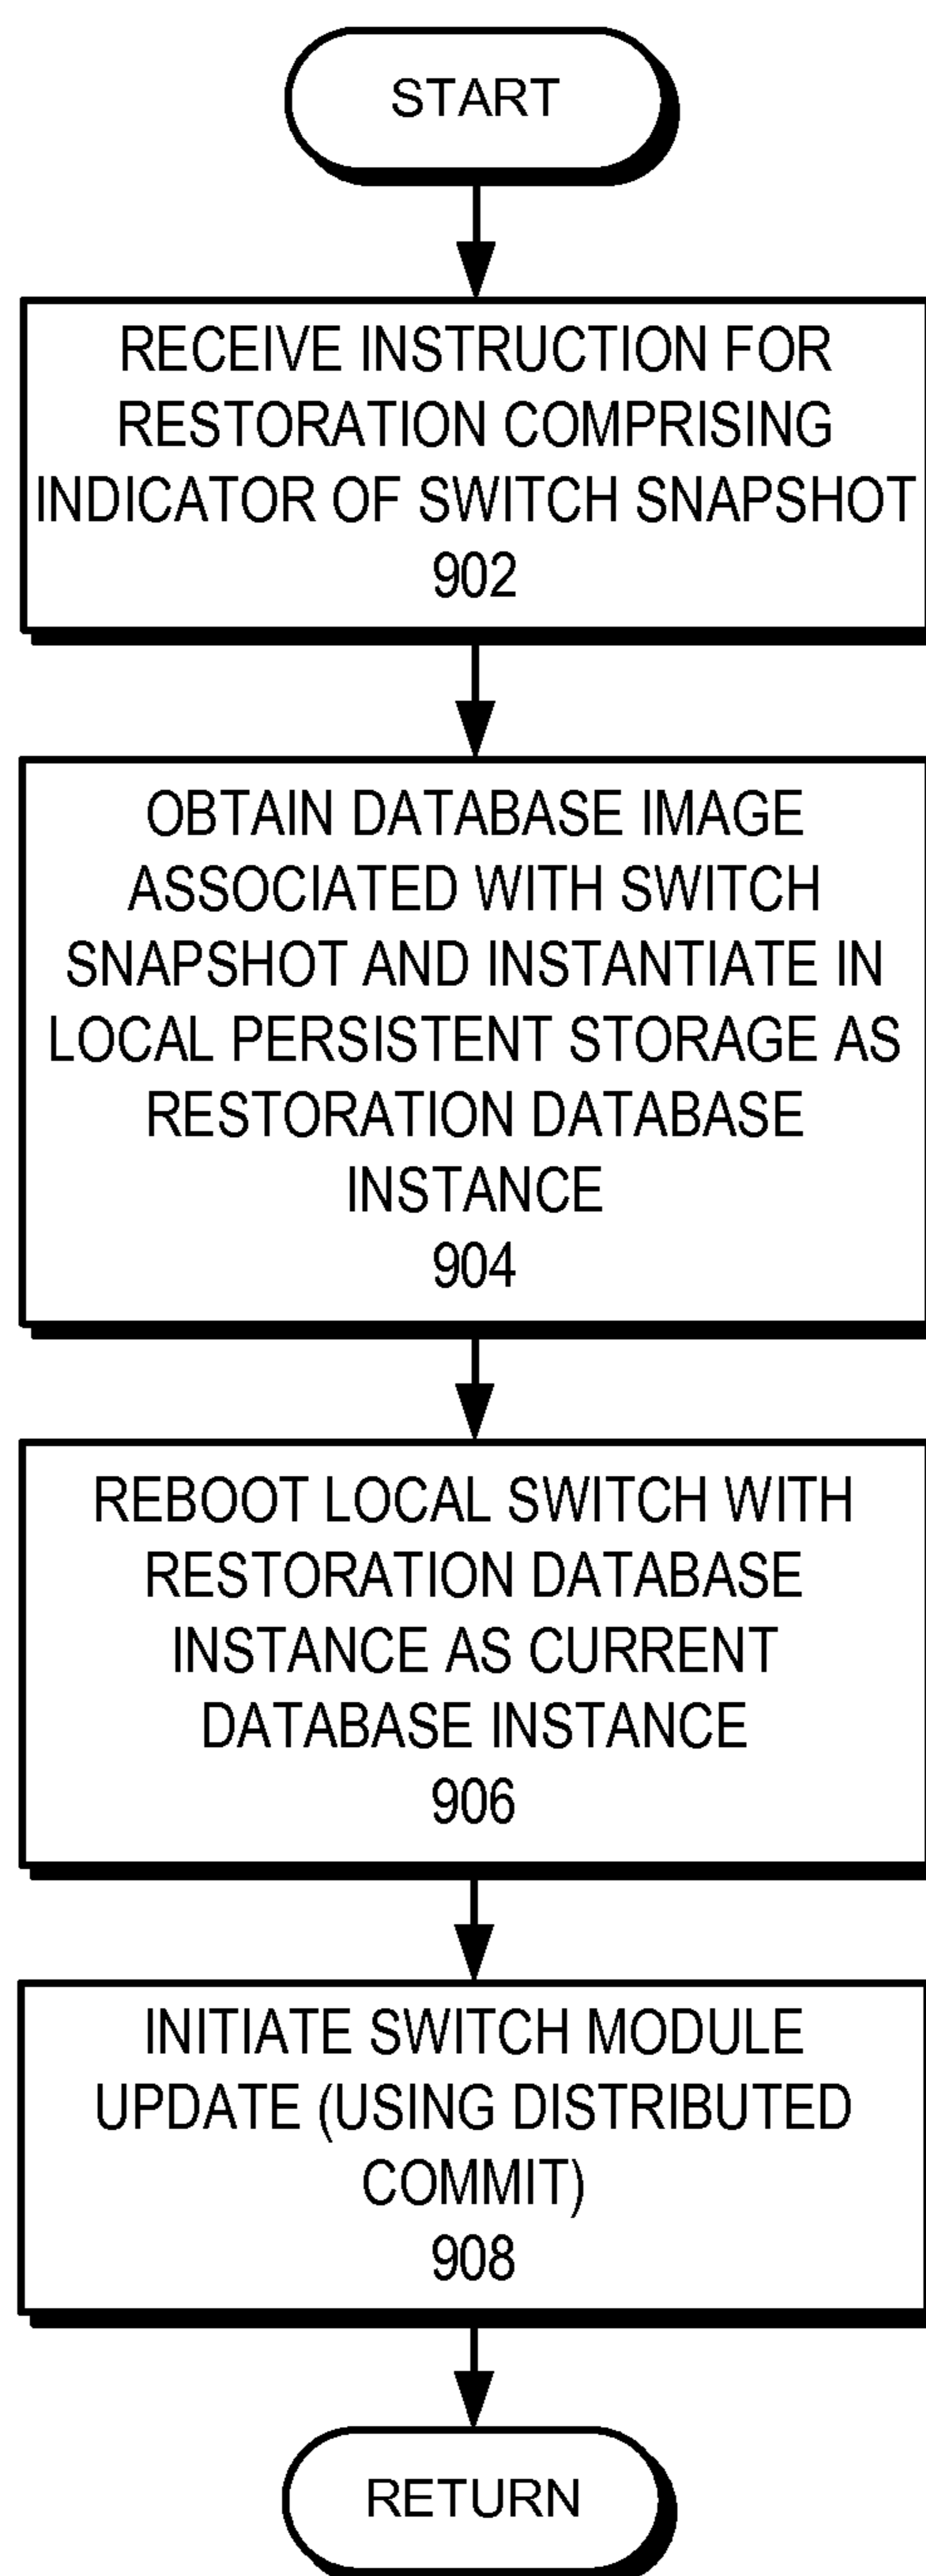 START
RECEIVE INSTRUCTION FOR
RESTORATION COMPRISING
INDICATOR OF SWITCH SNAPSHOT
902
OBTAIN DATABASE IMAGE
ASSOCIATED WITH SWITCH
SNAPSHOT AND INSTANTIATE IN
LOCAL PERSISTENT STORAGE AS
RESTORATION DATABASE
INSTANCE
904
REBOOT LOCAL SWITCH WITH
RESTORATION DATABASE
INSTANCE AS CURRENT
DATABASE INSTANCE
906
INITIATE SWITCH MODULE
UPDATE (USING DISTRIBUTED
COMMIT)
908
RETURN